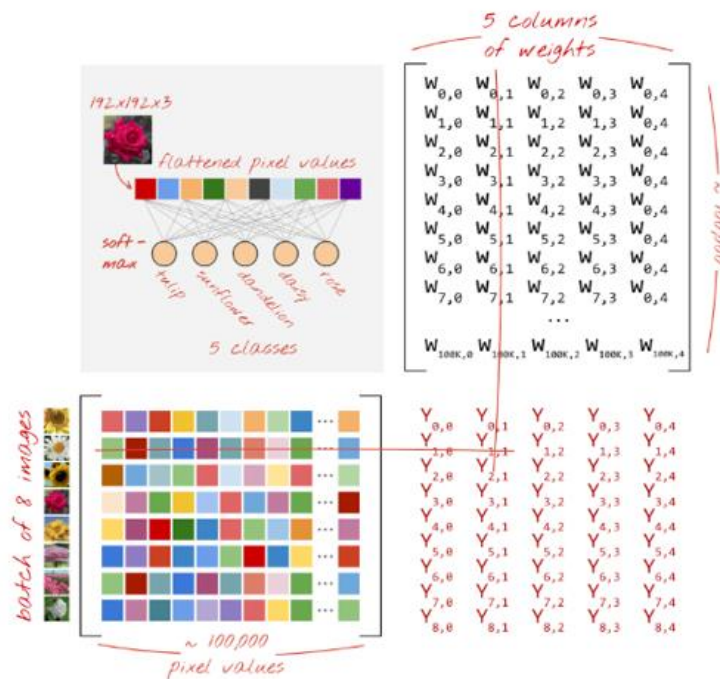 5 columns
of weights
192x192x3
flattened pixel values
soft-
max
tulip
sunflower
dandelion
daisy
rose
5 classes
W0,0 W0,1 W0,2 W0,3 W0,4
W1,0 W1,1 W1,2 W1,3 W0,4
W2,0 W2,1 W2,2 W2,3 W0,4
W3,0 W3,1 W3,2 W3,3 W0,4
W4,0 W4,1 W4,2 W4,3 W0,4
W5,0 W5,1 W5,2 W5,3 W0,4
W6,0 W6,1 W6,2 W6,3 W0,4
W7,0 W7,1 W7,2 W7,3 W0,4
...
W100K,0 W100K,1 W100K,2 W100K,3 W100K,4
batch of 8 images
...
...
...
...
...
...
...
...
~ 100,000
pixel values
Y0,0 Y0,1 Y0,2 Y0,3 Y0,4
Y1,0 Y1,1 Y1,2 Y1,3 Y1,4
Y2,0 Y2,1 Y2,2 Y2,3 Y2,4
Y3,0 Y3,1 Y3,2 Y3,3 Y3,4
Y4,0 Y4,1 Y4,2 Y4,3 Y4,4
Y5,0 Y5,1 Y5,2 Y5,3 Y5,4
Y6,0 Y6,1 Y6,2 Y6,3 Y6,4
Y7,0 Y7,1 Y7,2 Y7,3 Y7,4
Y8,0 Y8,1 Y8,2 Y8,3 Y8,4